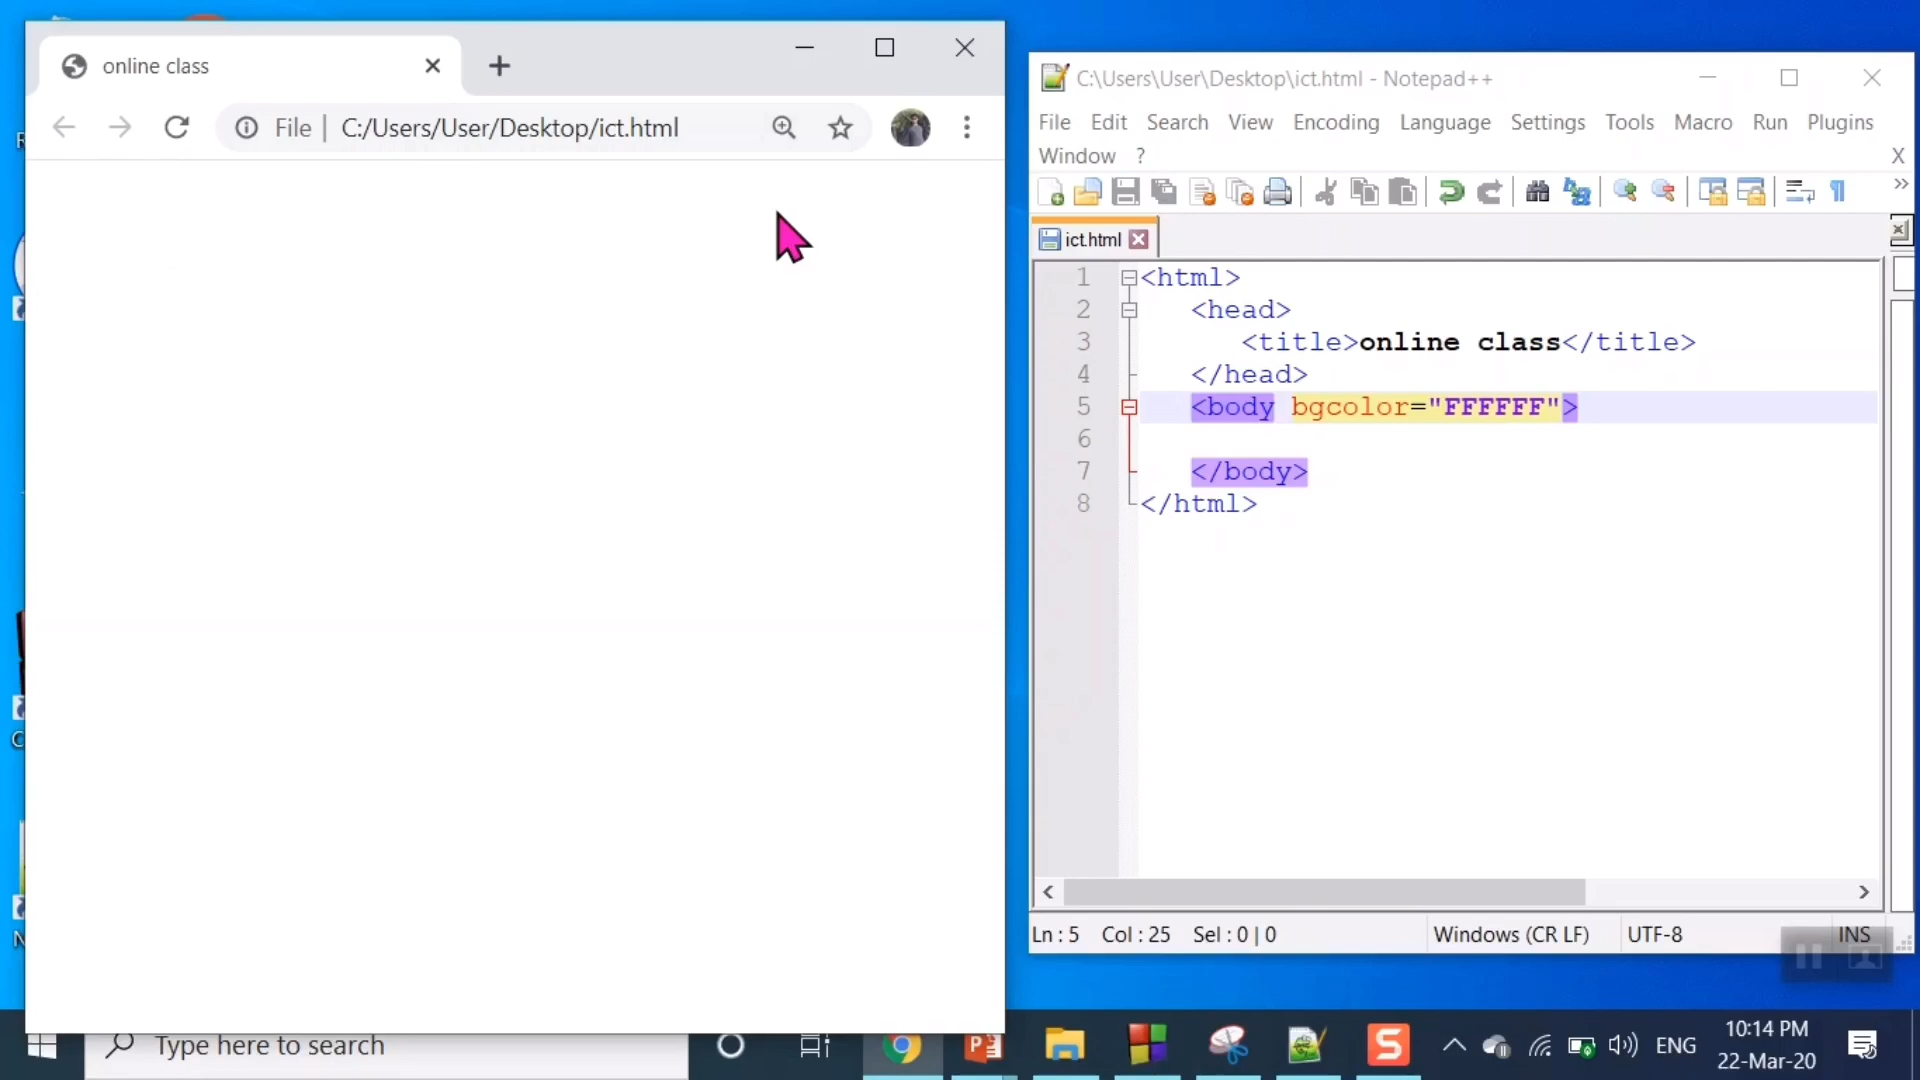 online class
File | C:/Users/User/Desktop/ict.html
C:\Users\User\Desktop\ict.html - Notepad++
File Edit Search View Encoding Language Settings Tools Macro Run Plugins
Window ? X
ict.html
1 <html>
2 <head>
3 <title>online class</title>
4 </head>
5 <body bgcolor="FFFFFF">
6
7 </body>
8 </html>
Ln : 5 Col : 25 Sel : 0 | 0 Windows (CR LF) UTF-8 INS
Type here to search
ENG
10:14 PM
22-Mar-20